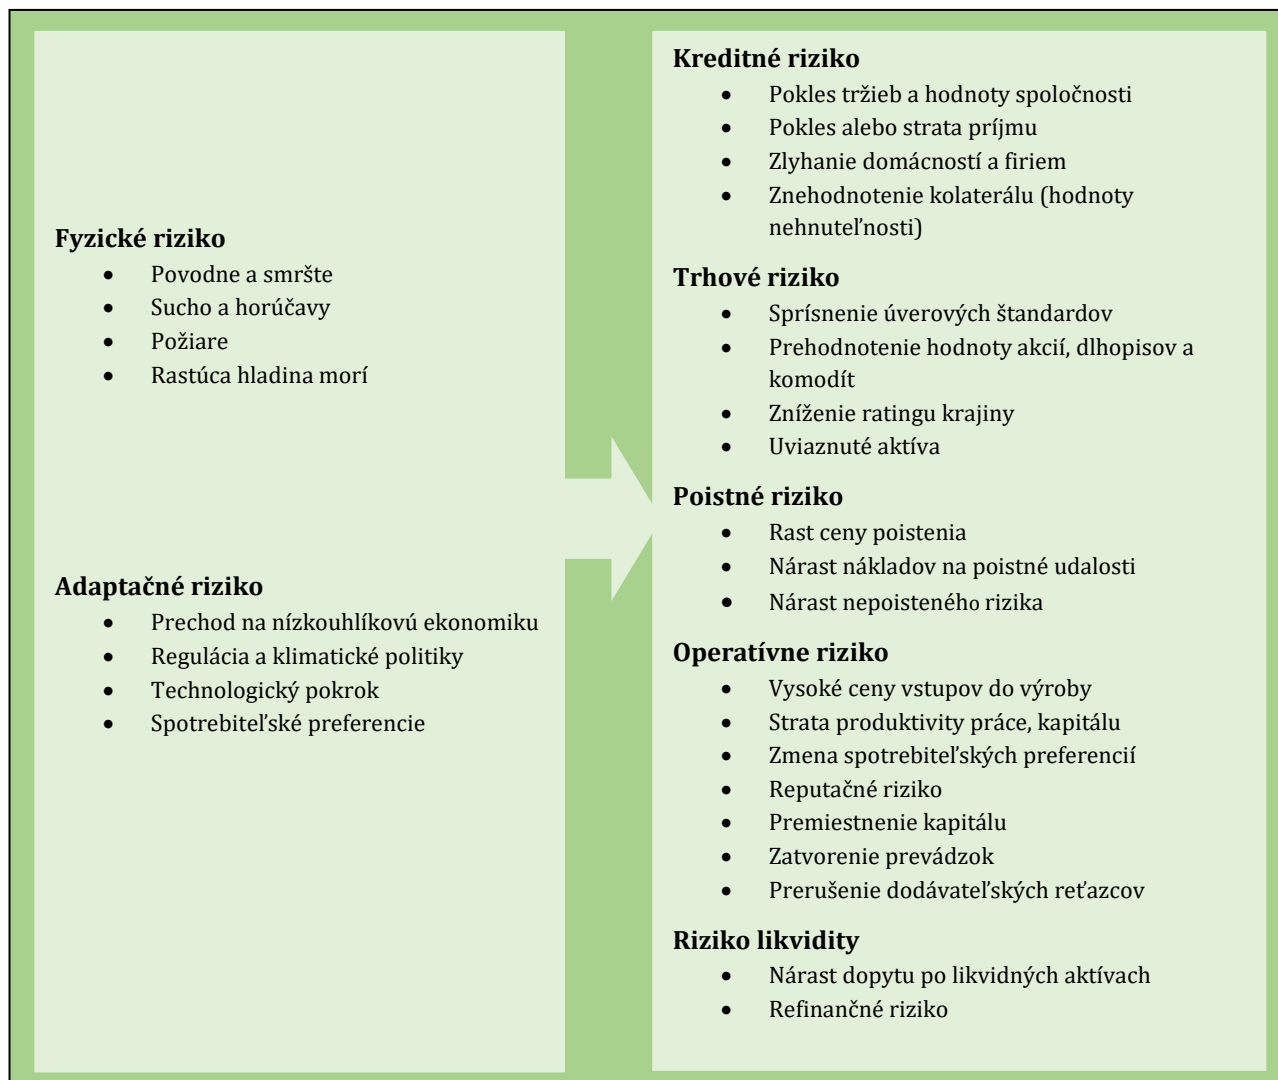 Fyzické riziko
• Povodne a smršte
• Sucho a horúčavy
• Požiare
• Rastúca hladina morí
Adaptačné riziko
• Prechod na nízkouhlíkovú ekonomiku
• Regulácia a klimatické politiky
• Technologický pokrok
• Spotrebiteľské preferencie
Kreditné riziko
• Pokles tržieb a hodnoty spoločnosti
• Pokles alebo strata príjmu
• Zlyhanie domácností a firiem
• Znehodnotenie kolaterálu (hodnoty
nehnuteľnosti)
Trhové riziko
• Sprísnenie úverových štandardov
• Prehodnotenie hodnoty akcií, dlhopisov a
komodít
• Zníženie ratingu krajiny
• Uviaznuté aktíva
Poistné riziko
• Rast ceny poistenia
• Nárast nákladov na poistné udalosti
• Nárast nepoisteného rizika
Operatívne riziko
• Vysoké ceny vstupov do výroby
• Strata produktivity práce, kapitálu
• Zmena spotrebiteľských preferencií
• Reputačné riziko
• Premiestnenie kapitálu
• Zatvorenie prevádzok
• Prerušenie dodávateľských reťazcov
Riziko likvidity
• Nárast dopytu po likvidných aktívach
• Refinančné riziko